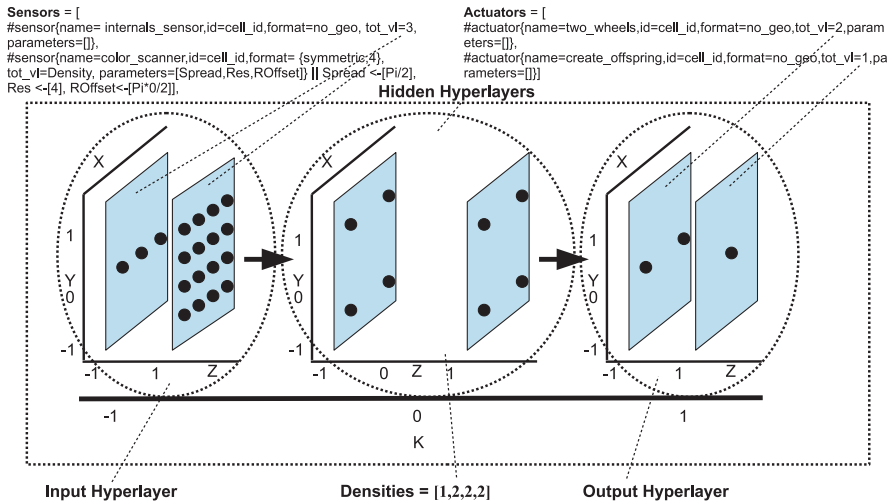 Sensors = [
#sensor{name= internals_sensor,id=cell_id,format=no_geo, tot_vl=3,
parameters=[]},
#sensor{name=color_scanner,id=cell_id,format= {symmetric,4},
tot_vl=Density, parameters=[Spread,Res,ROffset]} || Spread <-[Pi/2],
Res <-[4], ROffset<-[Pi*0/2]],
Actuators = [
#actuator{name=two_wheels,id=cell_id,format=no_geo,tot_vl=2,param
eters=[]},
#actuator{name=create_offspring,id=cell_id,format=no_geo,tot_vl=1,pa
rameters=[]}]
Hidden Hyperlayers
X
1
Y
0
-1
-1
1
Z
X
1
Y
0
-1
-1
0
Z
1
X
1
Y
0
-1
-1
1
Z
-1
0
1
K
Input Hyperlayer
Densities = [1,2,2,2]
Output Hyperlayer